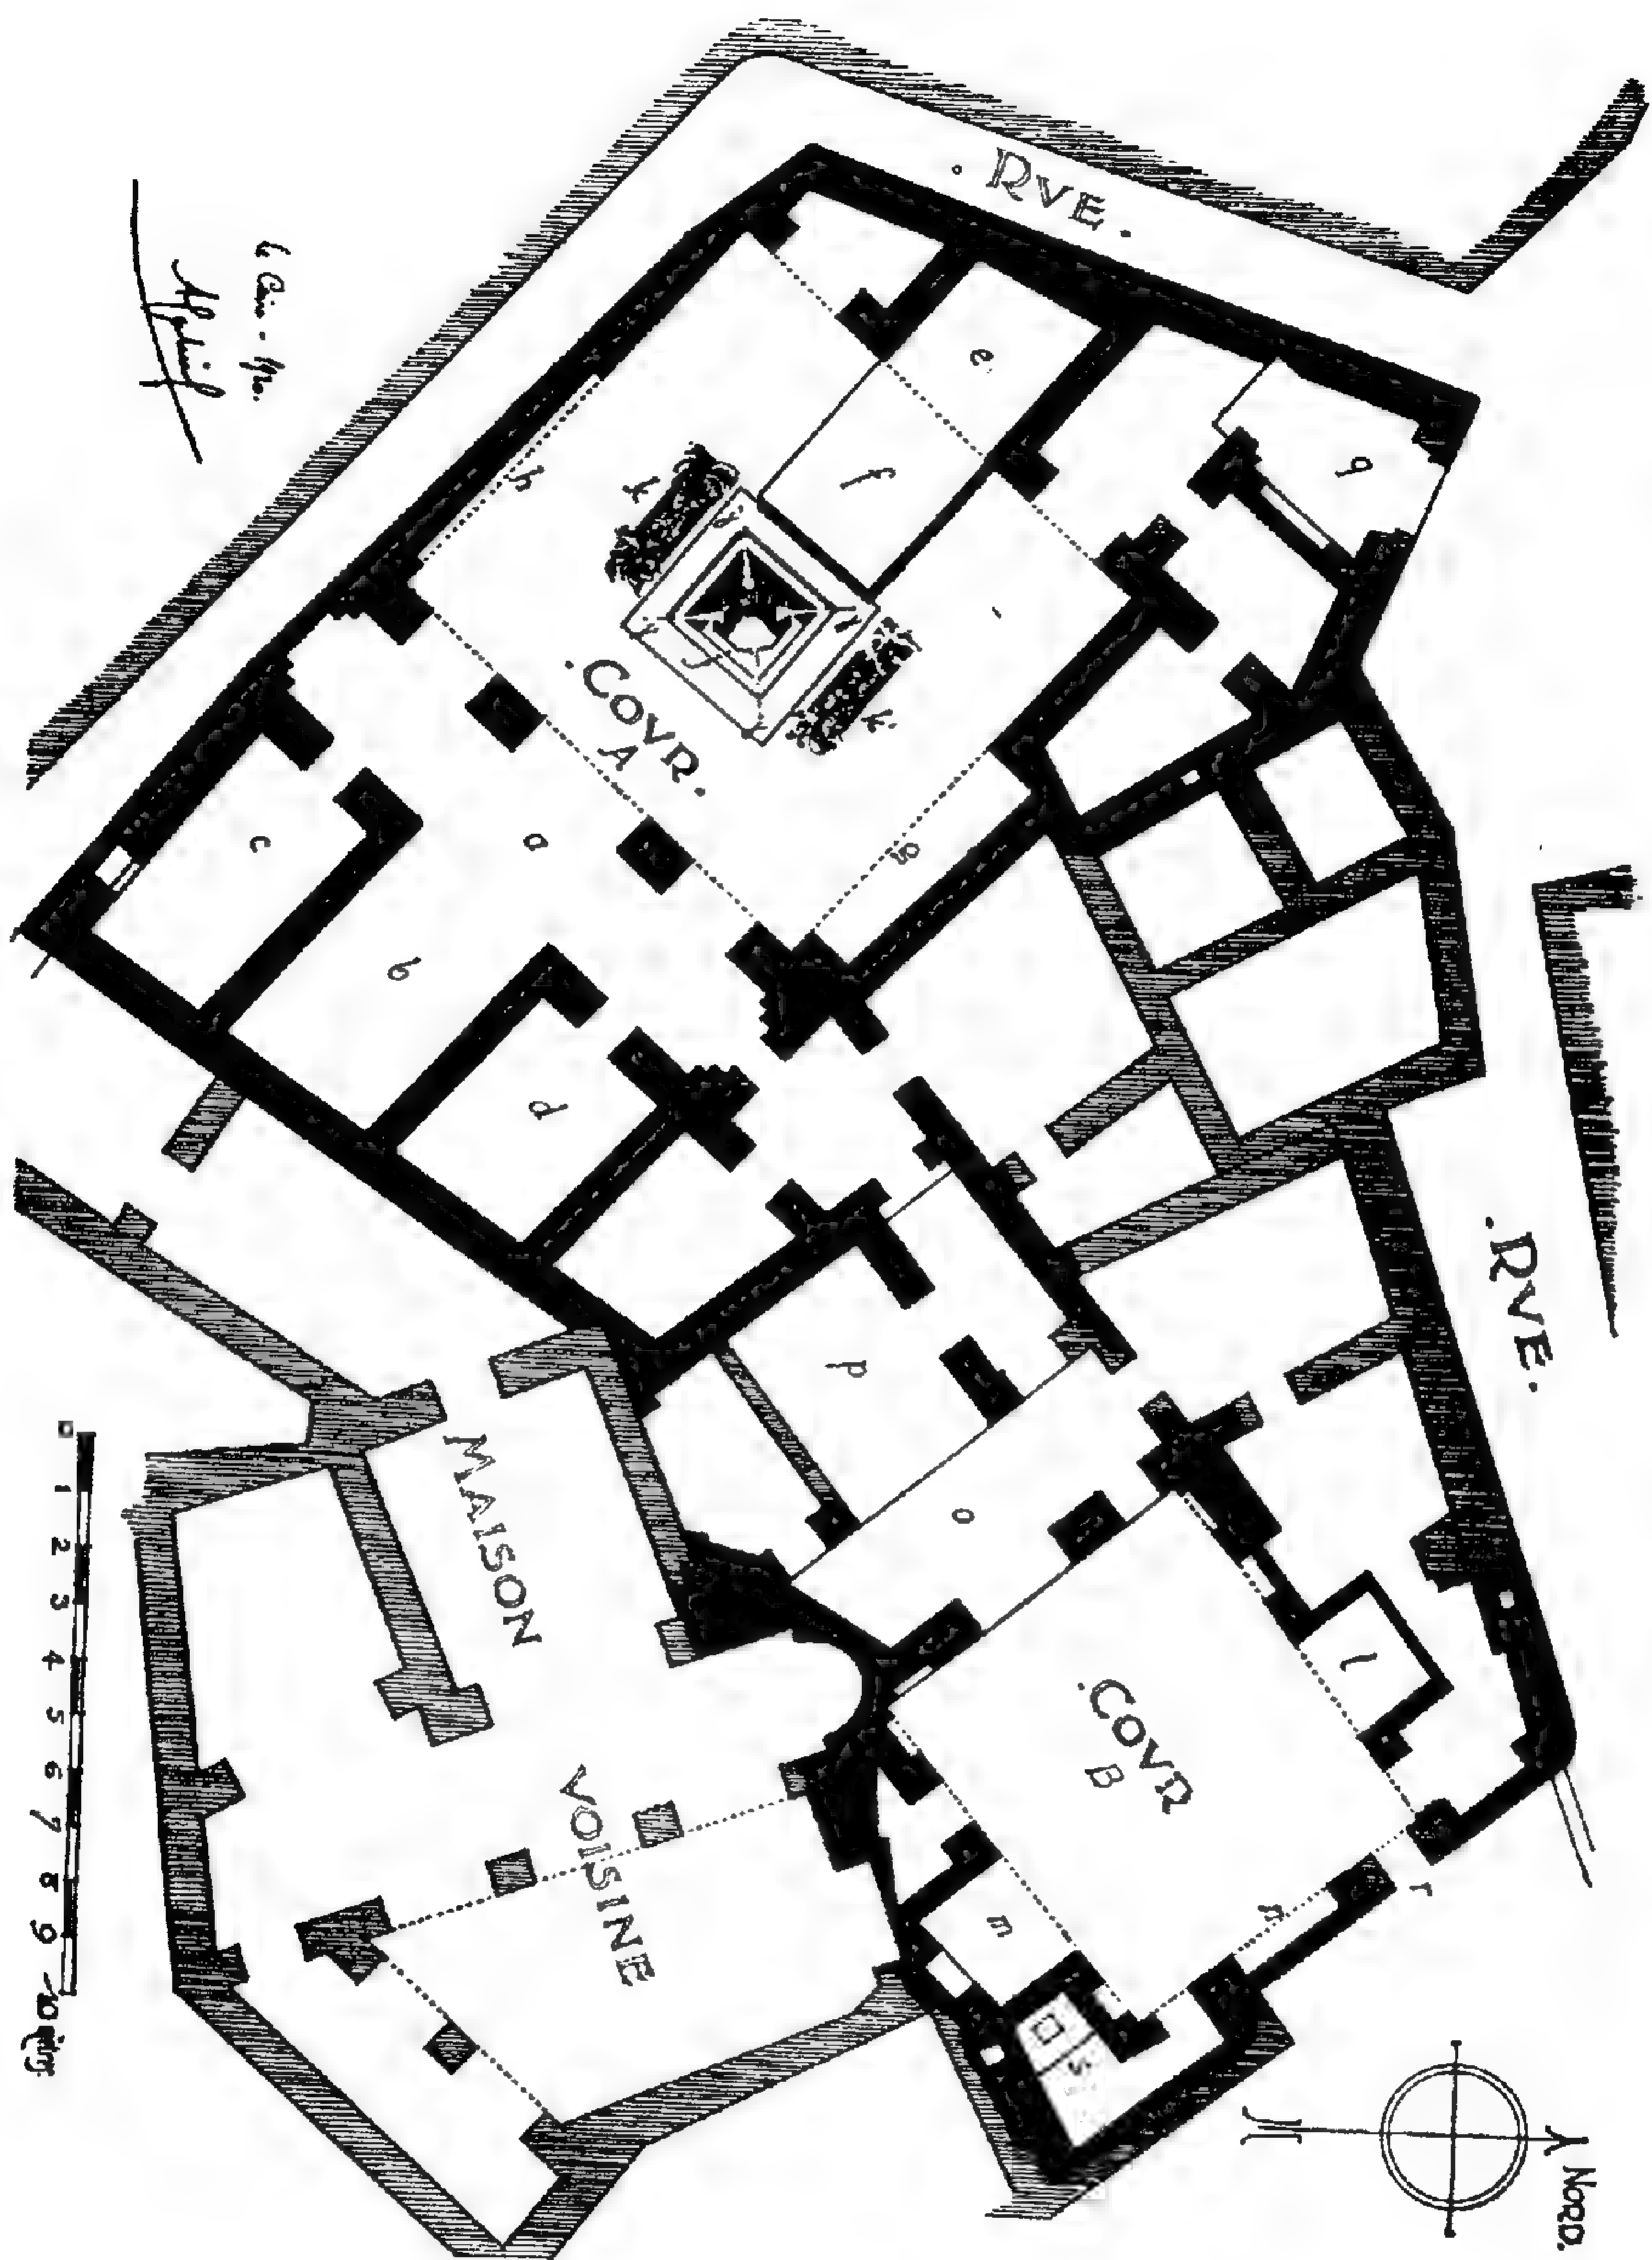 . RVE .
e
f
q
h
k
j
k
. COVR .
A
g
a
c
b
d
. RVE .
p
o
l
. COVR
B
m
n
r
s
MAISON
VOISINE
0 1 2 3 4 5 6 7 8 9 10
NORD.